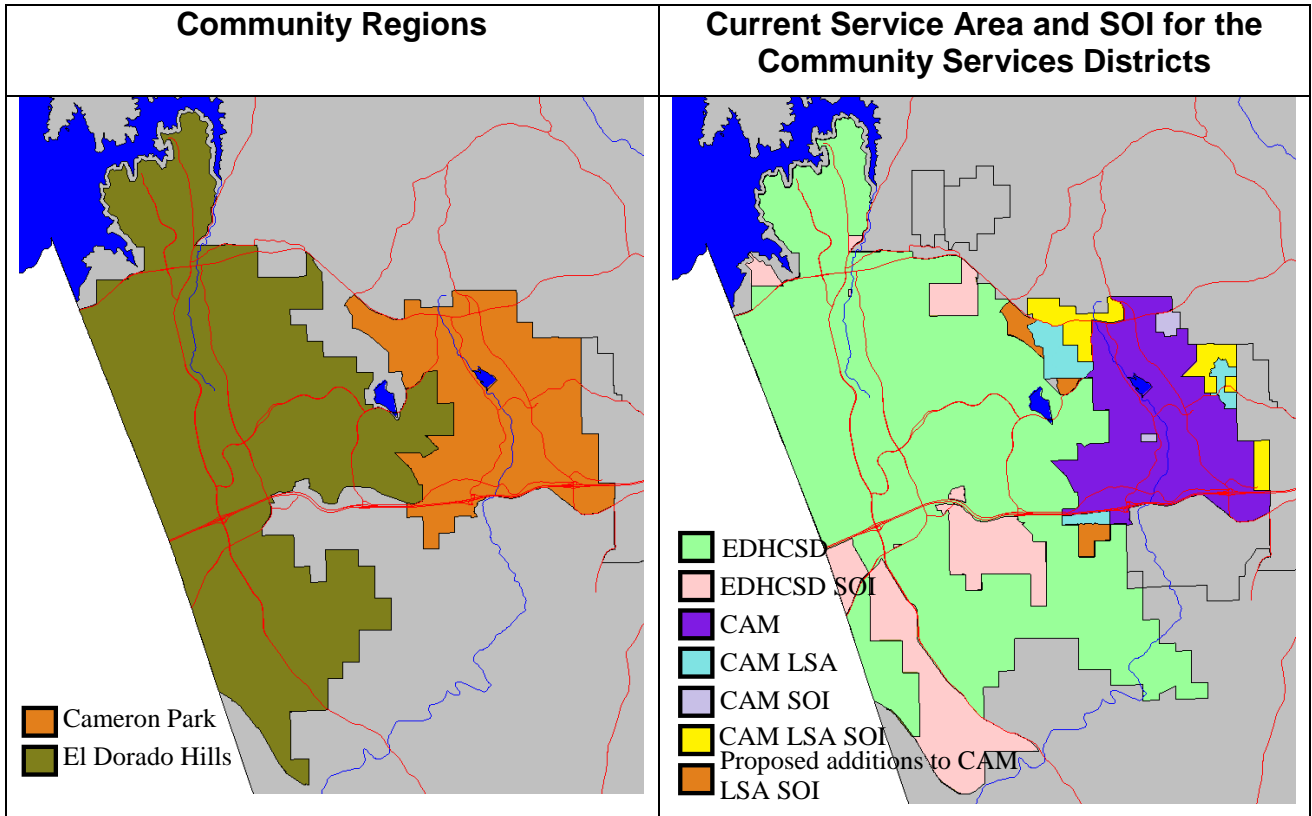 Community Regions
Current Service Area and SOI for the
Community Services Districts
Cameron Park
El Dorado Hills
EDHCSD
EDHCSD SOI
CAM
CAM LSA
CAM SOI
CAM LSA SOI
Proposed additions to CAM
LSA SOI